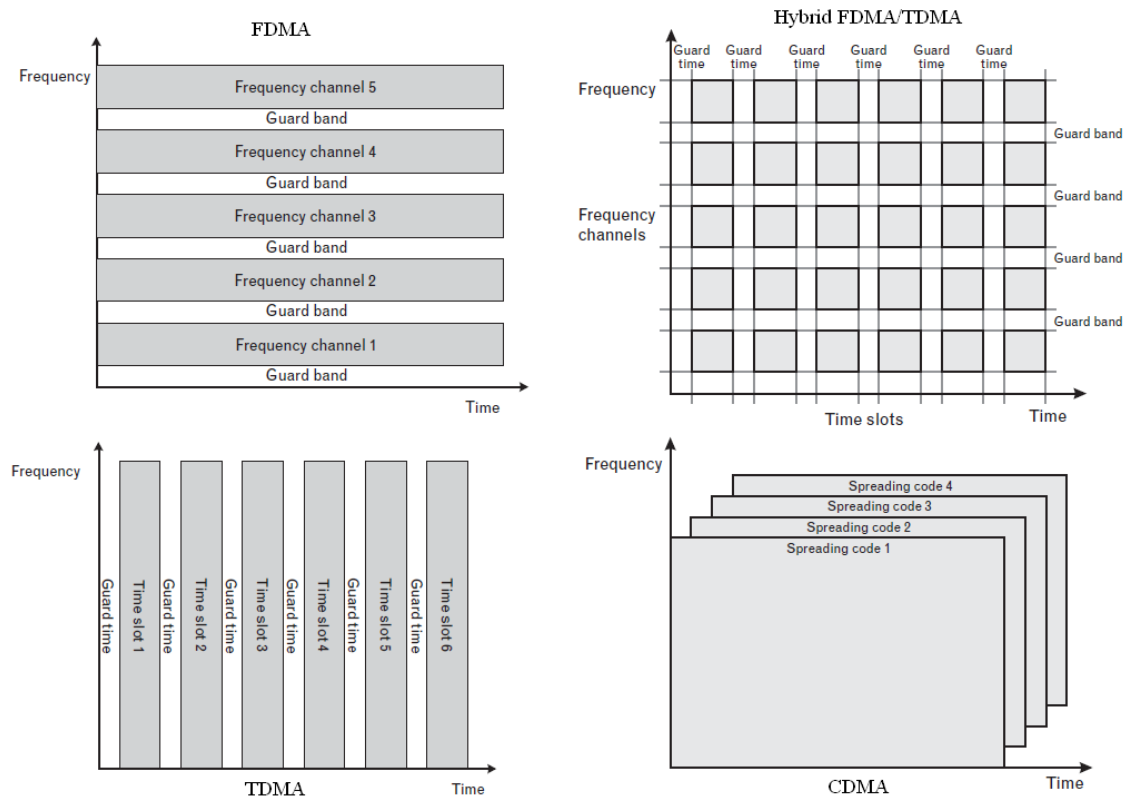 FDMA
Frequency
Frequency channel 5
Guard band
Frequency channel 4
Guard band
Frequency channel 3
Guard band
Frequency channel 2
Guard band
Frequency channel 1
Guard band
Time
Hybrid FDMA/TDMA
Guard time
Guard time
Guard time
Guard time
Guard time
Guard time
Frequency
Guard band
Guard band
Frequency
channels
Guard band
Guard band
Time slots
Time
Frequency
Guard time
Time slot 1
Guard time
Time slot 2
Guard time
Time slot 3
Guard time
Time slot 4
Guard time
Time slot 5
Guard time
Time slot 6
TDMA
Time
Frequency
Spreading code 4
Spreading code 3
Spreading code 2
Spreading code 1
CDMA
Time